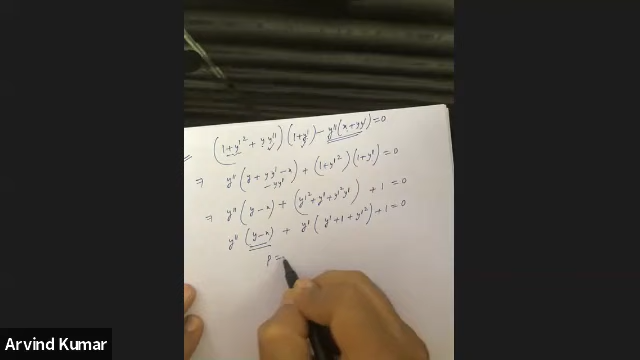 = (1+y'² + yy'')(1+y') - y''(x+yy') = 0
⇒ y''(y+yy'-x - yy') + (1+y'²)(1+y') = 0
⇒ y''(y-x) + (y'²+y'+y'²y') + 1 = 0
y''(y-x) + y'(y'+1+y'²) + 1 = 0
P =
Arvind Kumar